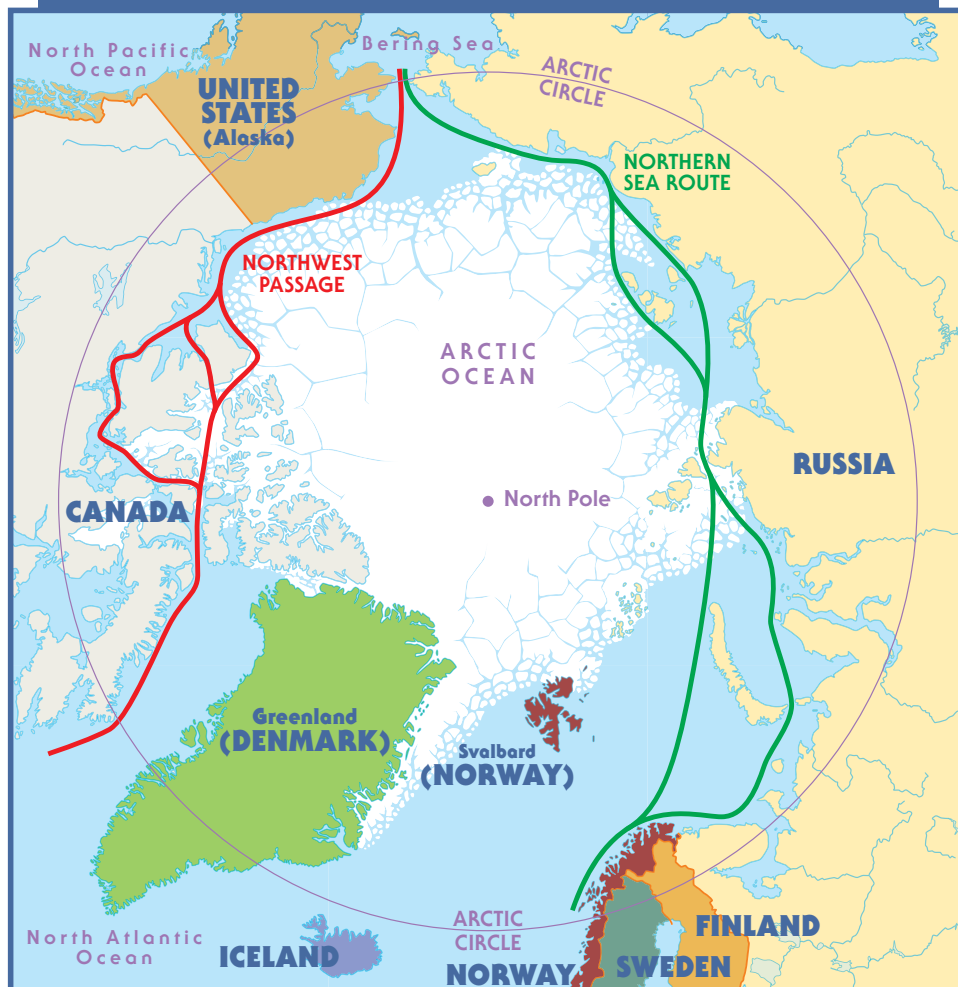 North Pacific
Ocean
Bering Sea
ARCTIC
CIRCLE
UNITED
STATES
(Alaska)
NORTHERN
SEA ROUTE
NORTHWEST
PASSAGE
ARCTIC
OCEAN
RUSSIA
North Pole
CANADA
Greenland
(DENMARK)
Svalbard
(NORWAY)
ARCTIC
CIRCLE
FINLAND
North Atlantic
Ocean
ICELAND
NORWAY
SWEDEN